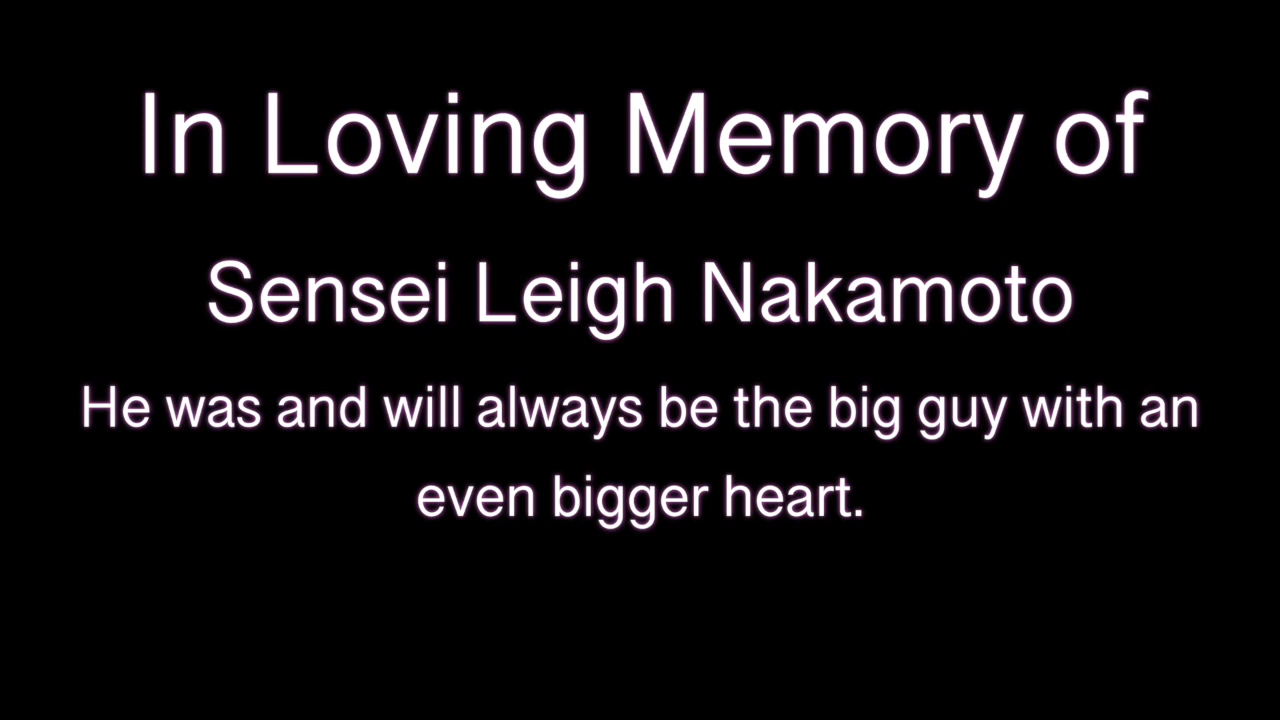 In Loving Memory of
Sensei Leigh Nakamoto
He was and will always be the big guy with an
even bigger heart.